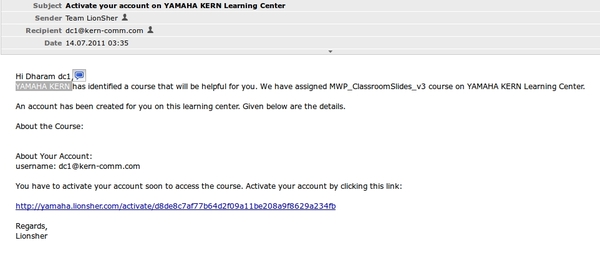 Subject Activate your account on YAMAHA KERN Learning Center
Sender Team LionSher
Recipient dc1@kern-comm.com
Date 14.07.2011 03:35
Hi Dharam dc1,
YAMAHA KERN has identified a course that will be helpful for you. We have assigned MWP_ClassroomSlides_v3 course on YAMAHA KERN Learning Center.
An account has been created for you on this learning center. Given below are the details.
About the Course:
About Your Account:
username: dc1@kern-comm.com
You have to activate your account soon to access the course. Activate your account by clicking this link:
http://yamaha.lionsher.com/activate/d8de8c7af77b64d2f09a11be208a9f8629a234fb
Regards,
Lionsher